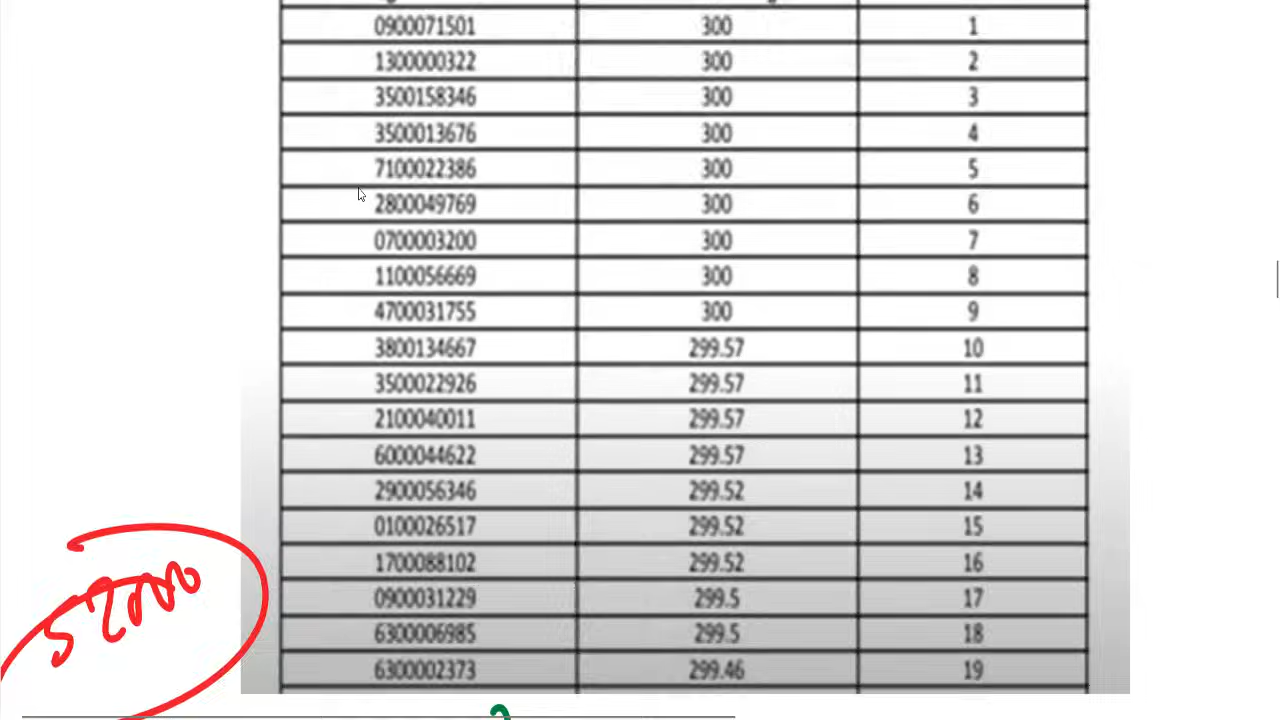 0900071501 300 1
1300000322 300 2
3500158346 300 3
3500013676 300 4
7100022386 300 5
2800049769 300 6
0700003200 300 7
1100056669 300 8
4700031755 300 9
3800134667 299.57 10
3500022926 299.57 11
2100040011 299.57 12
6000044622 299.57 13
2900056346 299.52 14
0100026517 299.52 15
1700088102 299.52 16
0900031229 299.5 17
6300006985 299.5 18
6300002373 299.46 19
52000